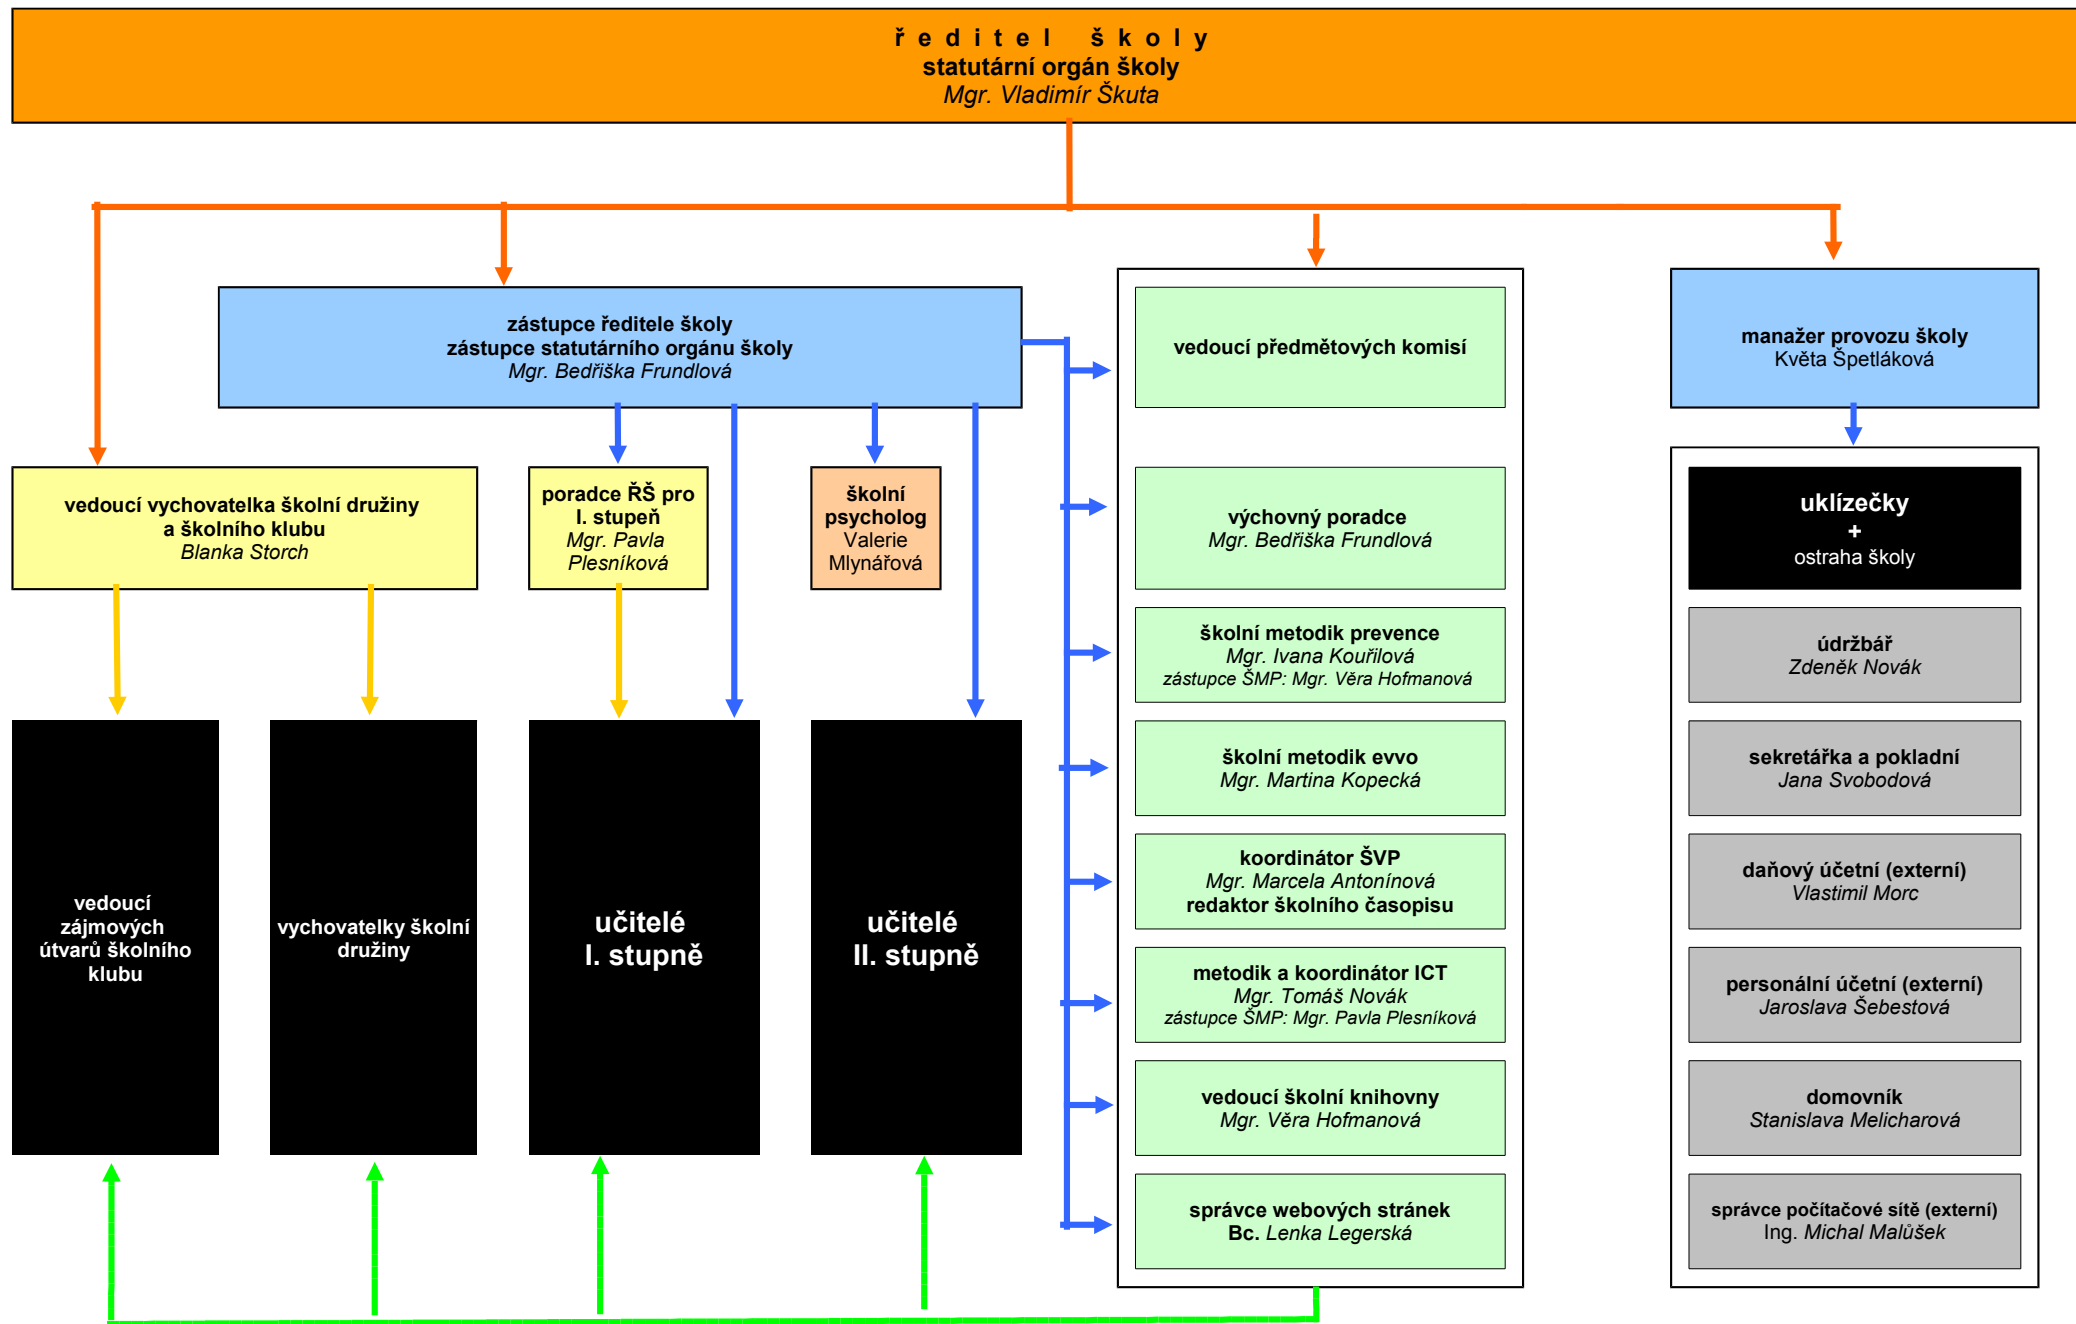 ředitel školy
statutární orgán školy
Mgr. Vladimír Škuta
zástupce ředitele školy
zástupce statutárního orgánu školy
Mgr. Bedřiška Frundlová
vedoucí předmětových komisí
manažer provozu školy
Květa Špetláková
vedoucí vychovatelka školní družiny
a školního klubu
Blanka Storch
poradce ŘŠ pro
I. stupeň
Mgr. Pavla
Plesníková
školní
psycholog
Valerie
Mlynářová
výchovný poradce
Mgr. Bedřiška Frundlová
uklízečky
+
ostraha školy
školní metodik prevence
Mgr. Ivana Kouřilová
zástupce ŠMP: Mgr. Věra Hofmanová
údržbář
Zdeněk Novák
školní metodik evvo
Mgr. Martina Kopecká
sekretářka a pokladní
Jana Svobodová
koordinátor ŠVP
Mgr. Marcela Antonínová
redaktor školního časopisu
daňový účetní (externí)
Vlastimil Morc
vedoucí
zájmových
útvarů školního
klubu
vychovatelky školní
družiny
učitelé
I. stupně
učitelé
II. stupně
metodik a koordinátor ICT
Mgr. Tomáš Novák
zástupce ŠMP: Mgr. Pavla Plesníková
personální účetní (externí)
Jaroslava Šebestová
vedoucí školní knihovny
Mgr. Věra Hofmanová
domovník
Stanislava Melicharová
správce webových stránek
Bc. Lenka Legerská
správce počítačové sítě (externí)
Ing. Michal Malůšek